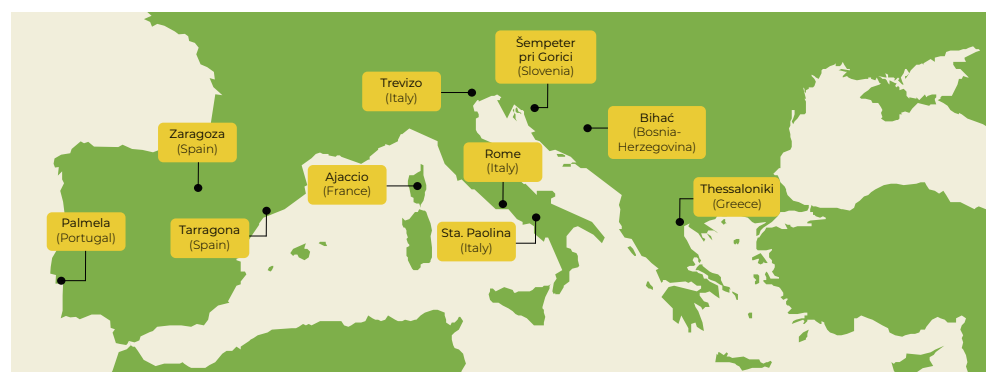 Šempeter
pri Gorici
(Slovenia)
Trevizo
(Italy)
Bihać
(Bosnia-
Herzegovina)
Zaragoza
(Spain)
Rome
(Italy)
Ajaccio
(France)
Thessaloniki
(Greece)
Palmela
(Portugal)
Tarragona
(Spain)
Sta. Paolina
(Italy)